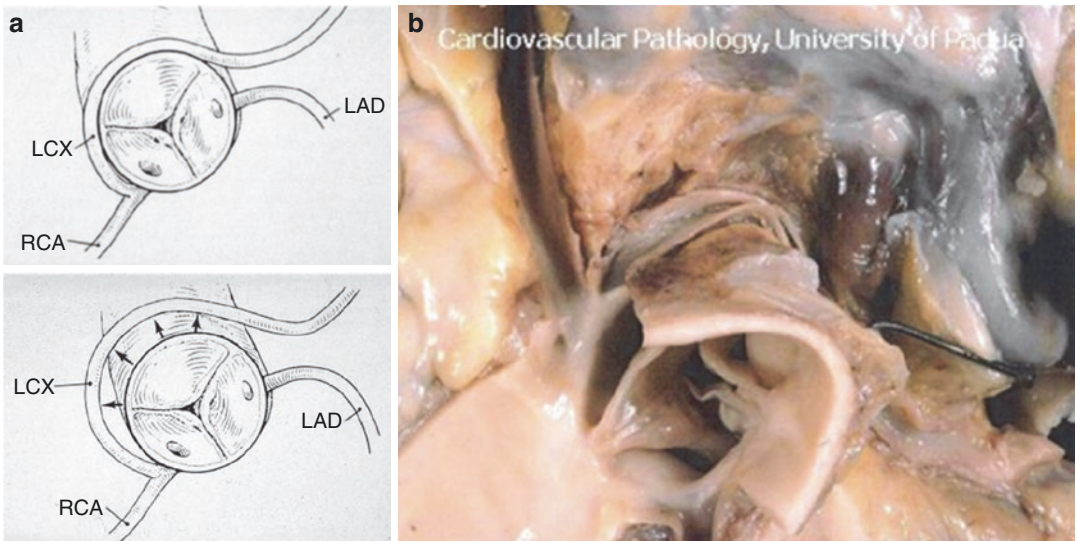 a
LAD
LCX
RCA
LCX
LAD
RCA
b
Cardiovascular Pathology, University of Padua